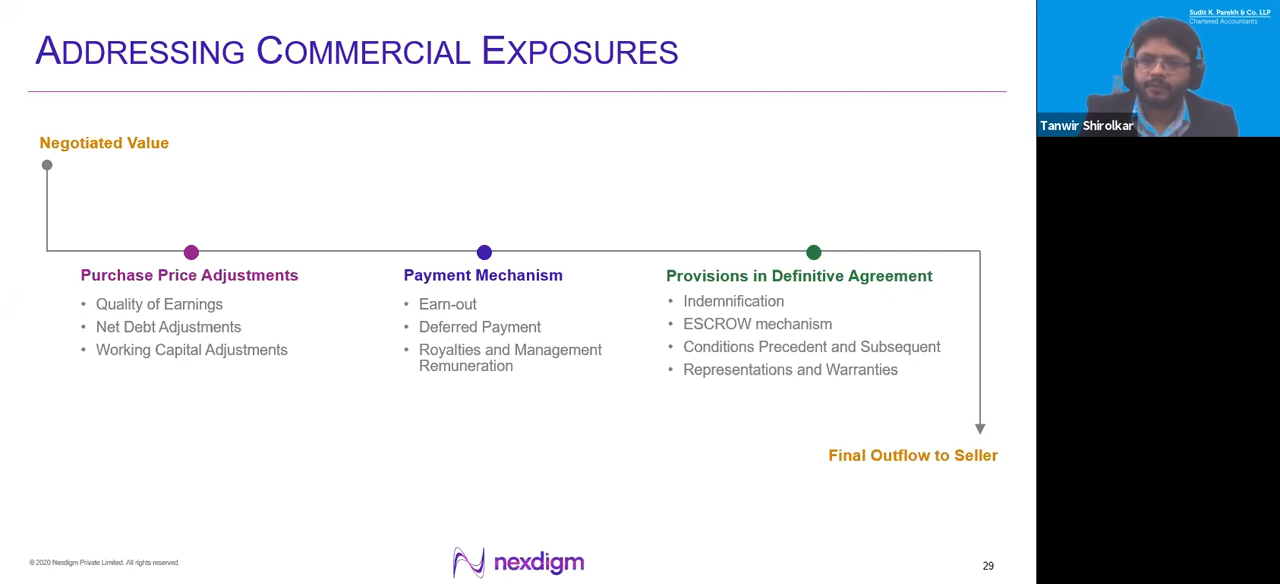 ADDRESSING COMMERCIAL EXPOSURES
Sudit K. Parekh & Co. LLP
Chartered Accountants
Tanwir Shirolkar
Negotiated Value
Purchase Price Adjustments
• Quality of Earnings
• Net Debt Adjustments
• Working Capital Adjustments
Payment Mechanism
• Earn-out
• Deferred Payment
• Royalties and Management
Remuneration
Provisions in Definitive Agreement
• Indemnification
• ESCROW mechanism
• Conditions Precedent and Subsequent
• Representations and Warranties
Final Outflow to Seller
© 2020 Nexdigm Private Limited. All rights reserved.
nexdigm
29